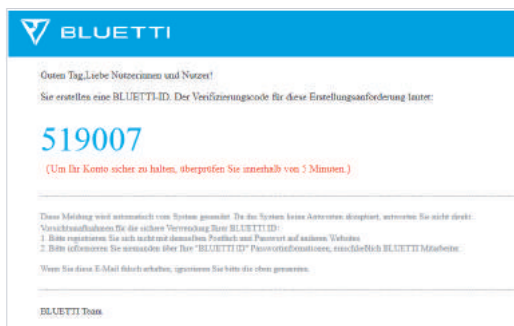 BLUETTI
Guten Tag,Liebe Nutzerinnen und Nutzer!
Sie erstellen eine BLUETTI-ID. Der Verifizierungscode für diese Erstellungsanforderung lautet:
519007
(Um Ihr Konto sicher zu halten, überprüfen Sie innerhalb von 5 Minuten.)
Diese Meldung wird automatisch vom System gesendet. Da das System keine Antworten akzeptiert, antworten Sie nicht direkt.
Vorsichtsmaßnahmen für die sichere Verwendung Ihrer BLUETTI ID:
1. Bitte registrieren Sie sich nicht mit demselben Postfach und Passwort auf anderen Websites
2. Bitte informieren Sie niemanden über Ihre "BLUETTI ID" Passwortinformationen, einschließlich BLUETTI Mitarbeiter.
Wenn Sie diese E-Mail falsch erhalten, ignorieren Sie bitte die oben genannten.
BLUETTI Team